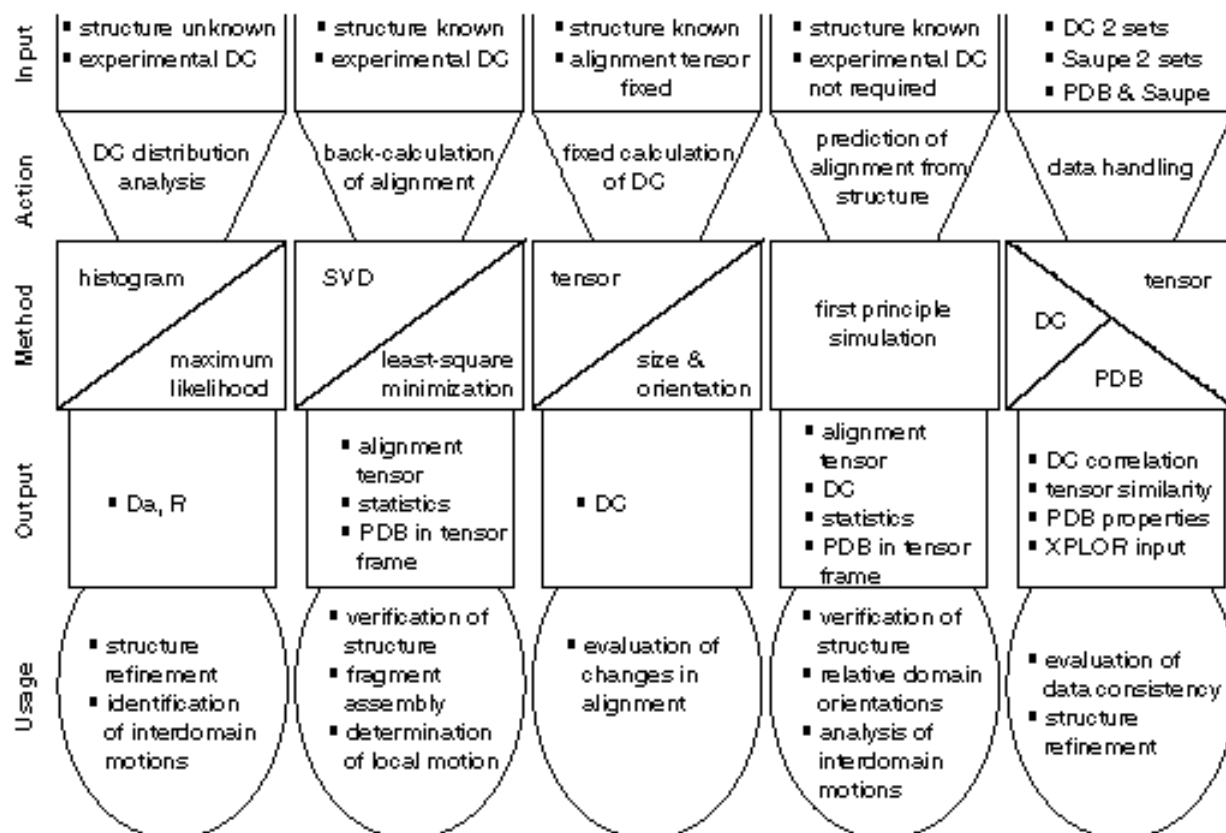 Input
▪ structure unknown
▪ experimental DC
▪ structure known
▪ experimental DC
▪ structure known
▪ alignment tensor
fixed
▪ structure known
▪ experimental DC
not required
▪ DC 2 sets
▪ Saupe 2 sets
▪ PDB & Saupe
Action
DC distribution
analysis
back-calculation
of alignment
fixed calculation
of DC
prediction of
alignment from
structure
data handling
Method
histogram
maximum
likelihood
SVD
least-square
minimization
tensor
size &
orientation
first principle
simulation
tensor
DC
PDB
Output
▪ Da, R
▪ alignment
tensor
▪ statistics
▪ PDB in tensor
frame
▪ DC
▪ alignment
tensor
▪ DC
▪ statistics
▪ PDB in tensor
frame
▪ DC correlation
▪ tensor similarity
▪ PDB properties
▪ XPLOR input
Usage
▪ structure
refinement
▪ identification
of interdomain
motions
▪ verification of
structure
▪ fragment
assembly
▪ determination
of local motion
▪ evaluation of
changes in
alignment
▪ verification of
structure
▪ relative domain
orientations
▪ analysis of
interdomain
motions
▪ evaluation of
data consistency
▪ structure
refinement